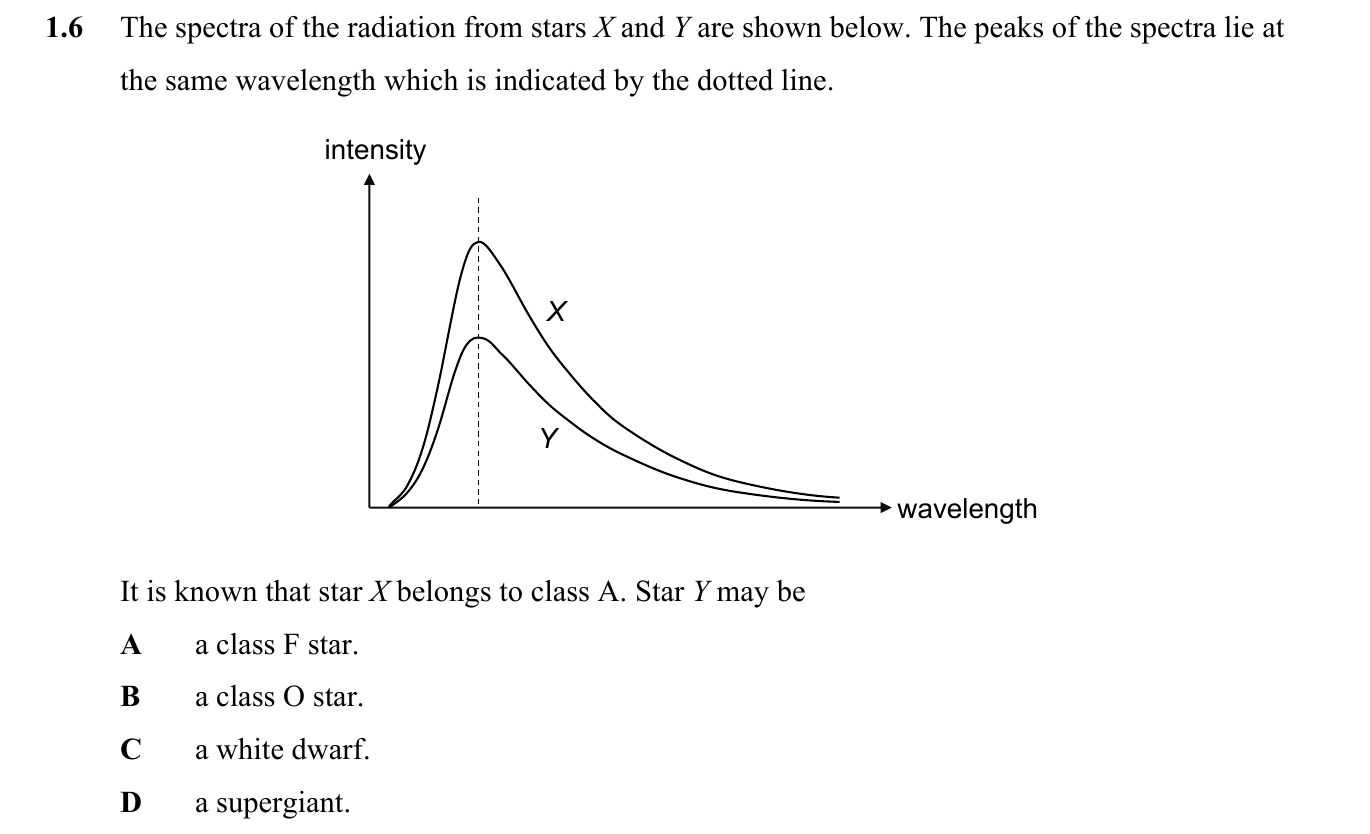 1.6 The spectra of the radiation from stars X and Y are shown below. The peaks of the spectra lie at
the same wavelength which is indicated by the dotted line.
intensity
X
Y
wavelength
It is known that star X belongs to class A. Star Y may be
A a class F star.
B a class O star.
C a white dwarf.
D a supergiant.